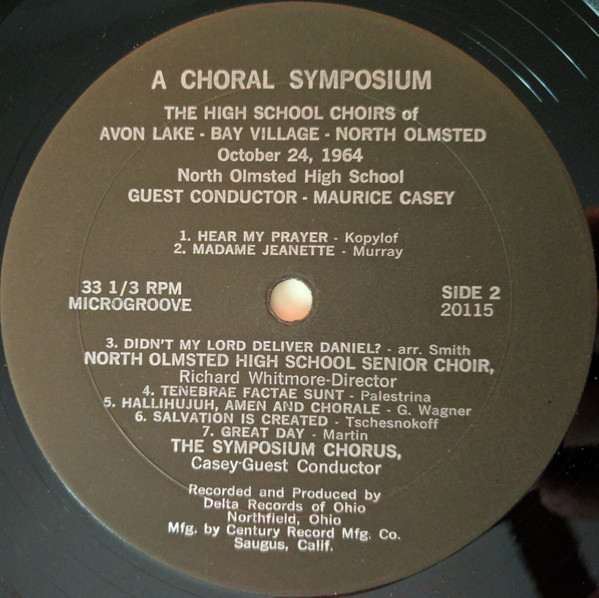 A CHORAL SYMPOSIUM
THE HIGH SCHOOL CHOIRS of
AVON LAKE - BAY VILLAGE - NORTH OLMSTED
October 24, 1964
North Olmsted High School
GUEST CONDUCTOR - MAURICE CASEY
1. HEAR MY PRAYER - Kopylof
2. MADAME JEANETTE - Murray
33 1/3 RPM
MICROGROOVE
SIDE 2
20115
3. DIDN'T MY LORD DELIVER DANIEL? - arr. Smith
NORTH OLMSTED HIGH SCHOOL SENIOR CHOIR,
Richard Whitmore-Director
4. TENEBRAE FACTAE SUNT - Palestrina
5. HALLIHUJUH, AMEN AND CHORALE - G. Wagner
6. SALVATION IS CREATED - Tschesnokoff
7. GREAT DAY - Martin
THE SYMPOSIUM CHORUS,
Casey-Guest Conductor
Recorded and Produced by
Delta Records of Ohio
Northfield, Ohio
Mfg. by Century Record Mfg. Co.
Saugus, Calif.